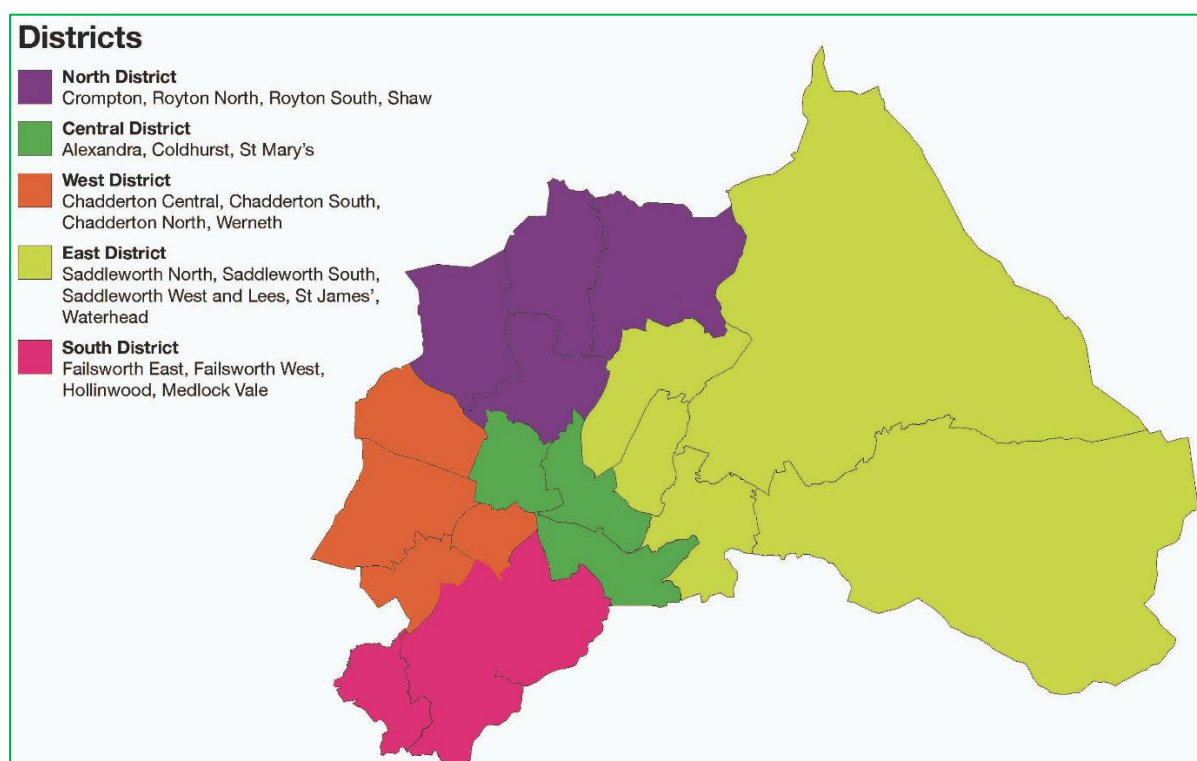 Districts
North District
Crompton, Royton North, Royton South, Shaw
Central District
Alexandra, Coldhurst, St Mary's
West District
Chadderton Central, Chadderton South,
Chadderton North, Werneth
East District
Saddleworth North, Saddleworth South,
Saddleworth West and Lees, St James',
Waterhead
South District
Failsworth East, Failsworth West,
Hollinwood, Medlock Vale